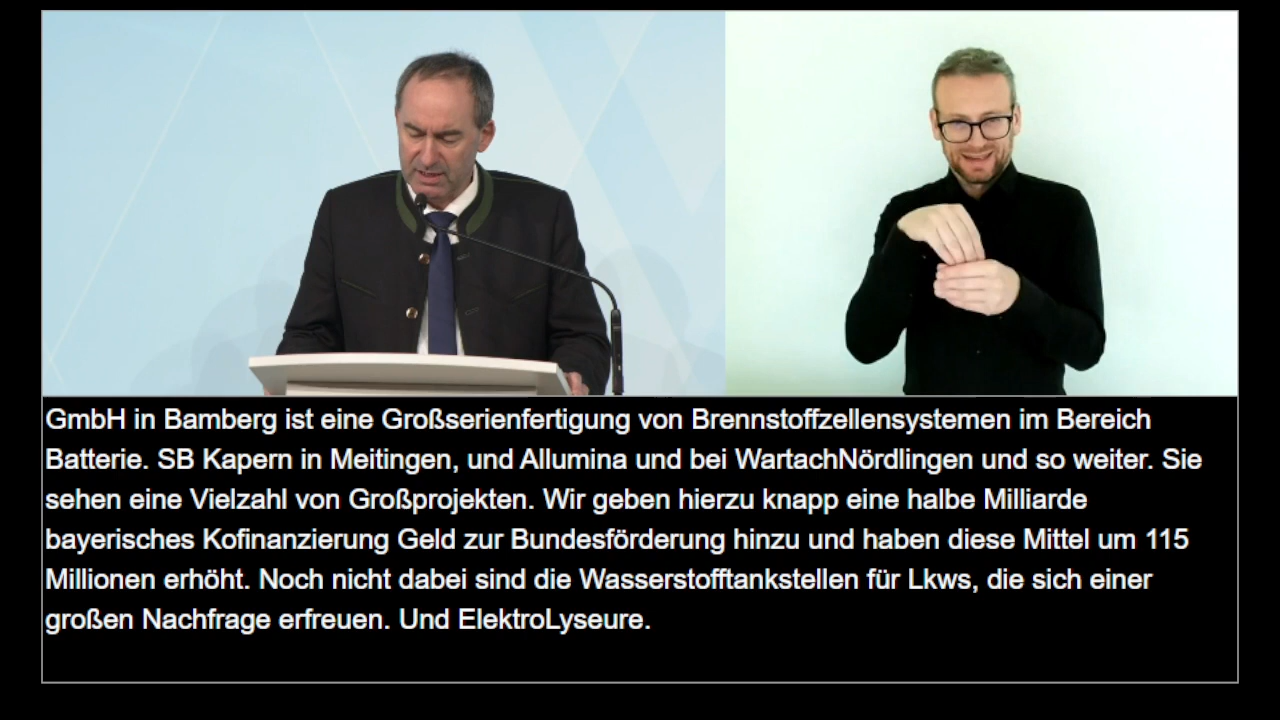 GmbH in Bamberg ist eine Großserienfertigung von Brennstoffzellensystemen im Bereich
Batterie. SB Kapern in Meitingen, und Allumina und bei WartachNördlingen und so weiter. Sie
sehen eine Vielzahl von Großprojekten. Wir geben hierzu knapp eine halbe Milliarde
bayerisches Kofinanzierung Geld zur Bundesförderung hinzu und haben diese Mittel um 115
Millionen erhöht. Noch nicht dabei sind die Wasserstofftankstellen für Lkws, die sich einer
großen Nachfrage erfreuen. Und ElektroLyseure.